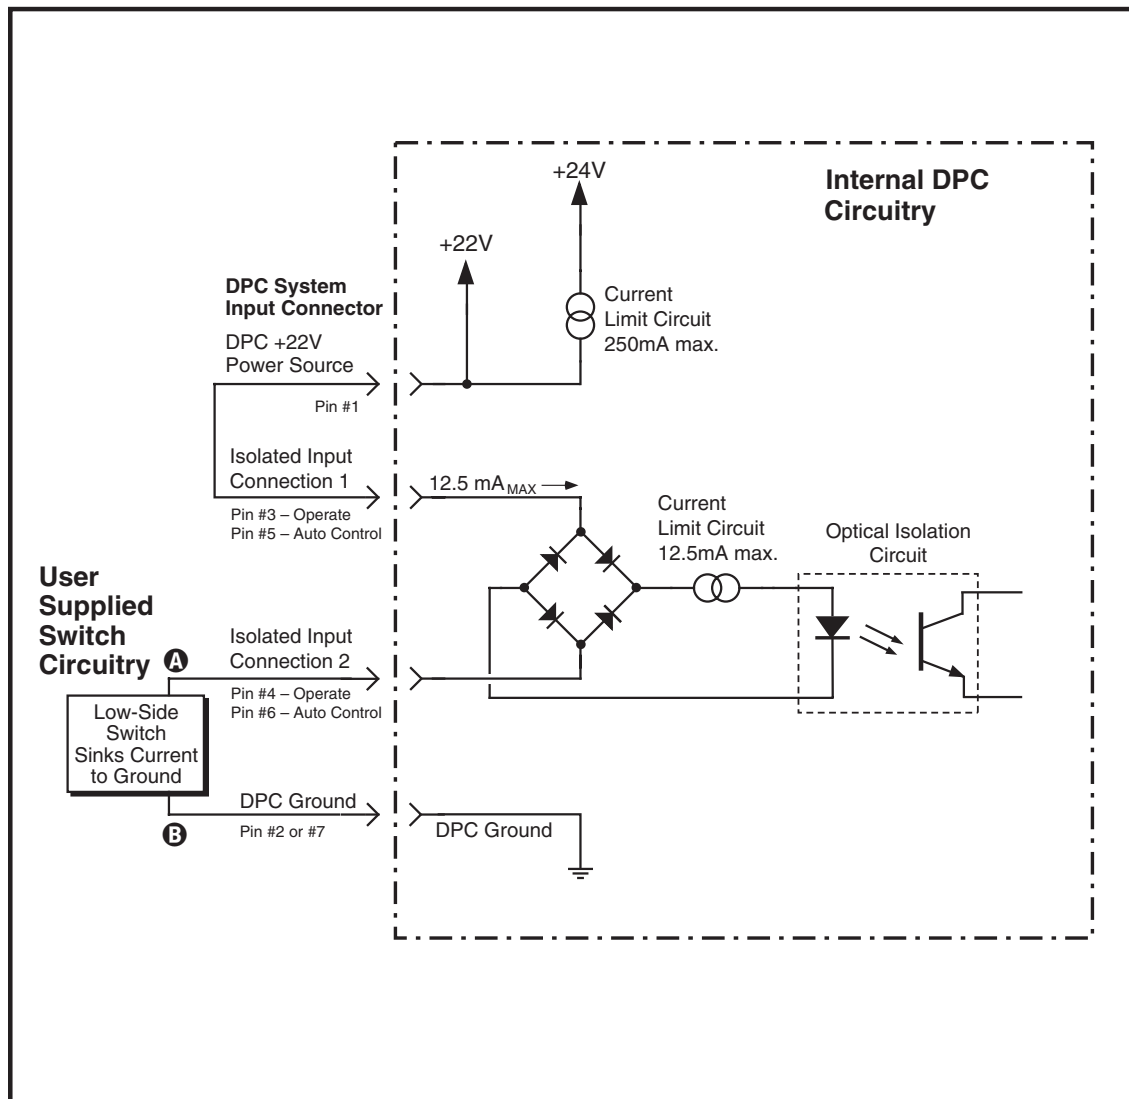 Internal DPC
Circuitry
+24V
+22V
Current
Limit Circuit
250mA max.
DPC System
Input Connector
DPC +22V
Power Source
Pin #1
Isolated Input
Connection 1
Pin #3 – Operate
Pin #5 – Auto Control
12.5 mAMAX
Current
Limit Circuit
12.5mA max.
Optical Isolation
Circuit
User
Supplied
Switch
Circuitry
A
Isolated Input
Connection 2
Pin #4 – Operate
Pin #6 – Auto Control
Low-Side
Switch
Sinks Current
to Ground
B
DPC Ground
Pin #2 or #7
DPC Ground